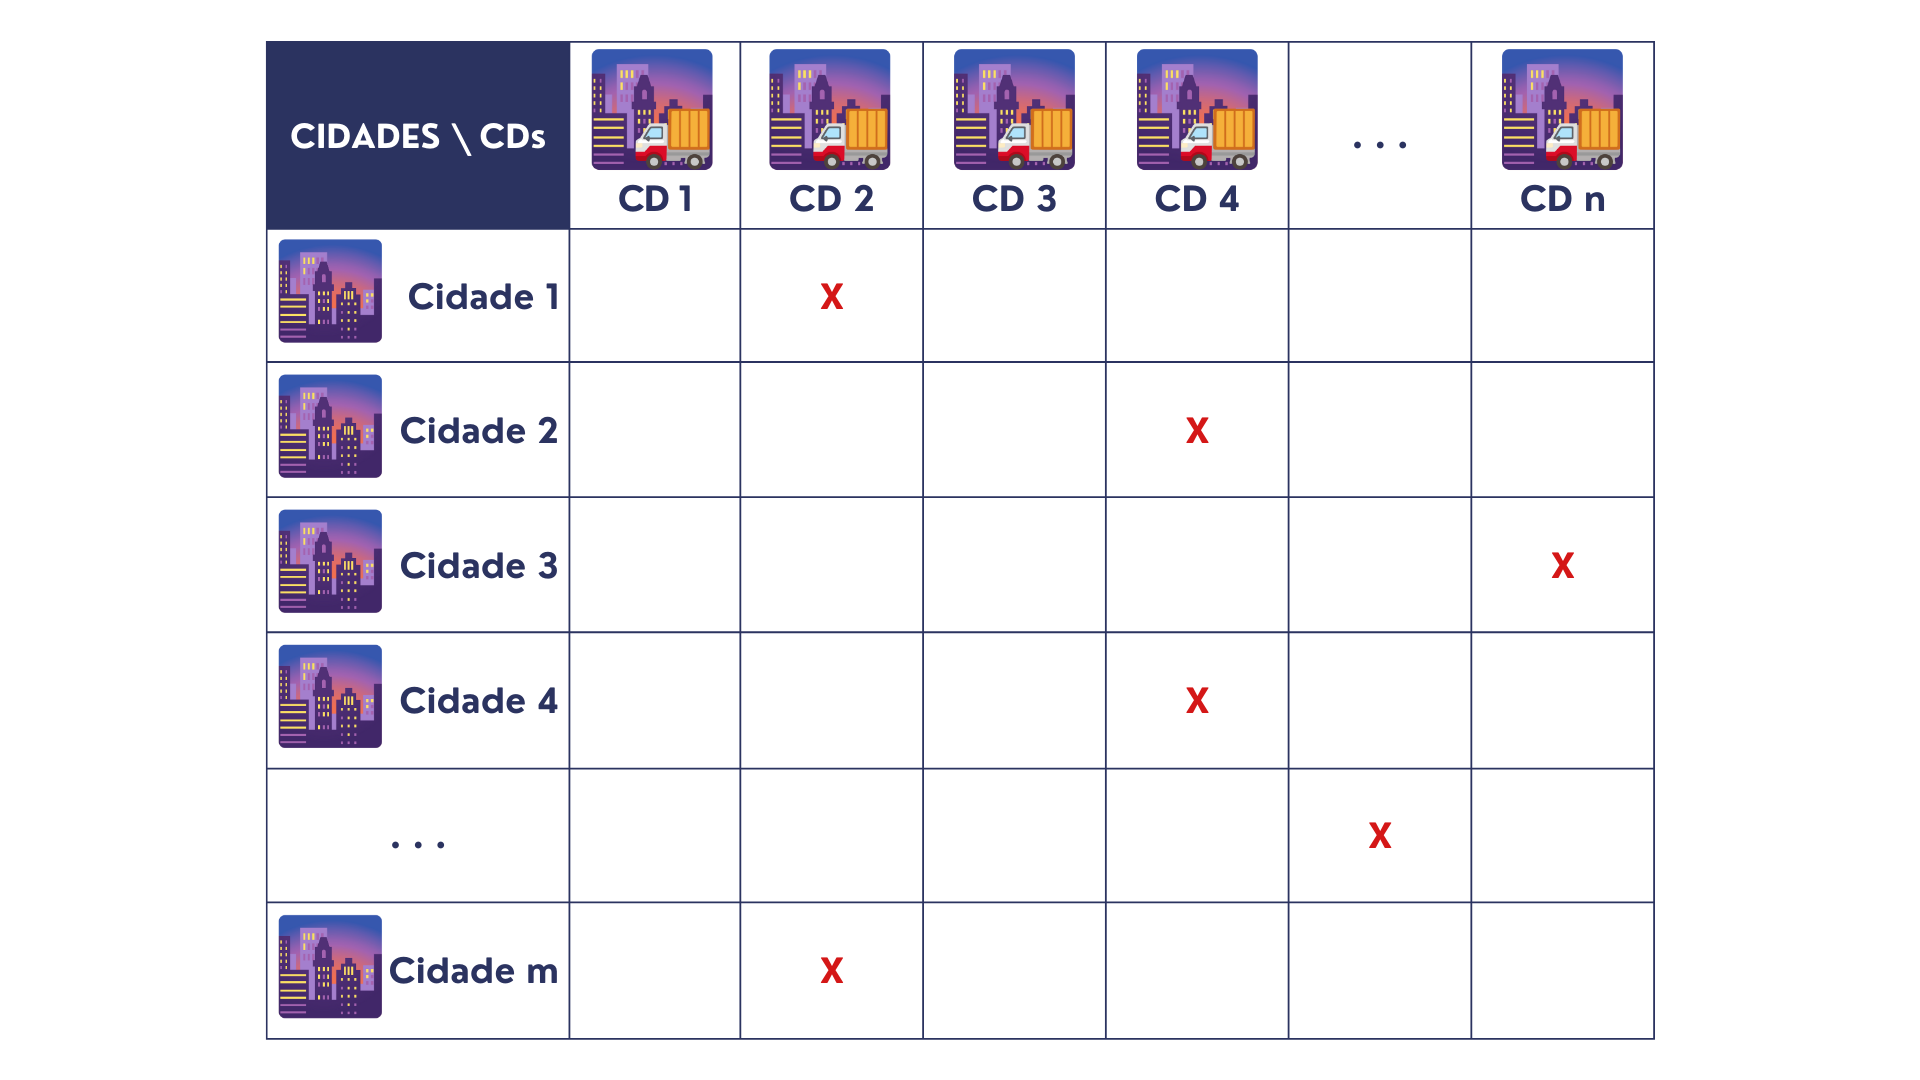 CIDADES \ CDs
CD 1
CD 2
CD 3
CD 4
. . .
CD n
Cidade 1
X
Cidade 2
X
Cidade 3
X
Cidade 4
X
. . .
X
Cidade m
X